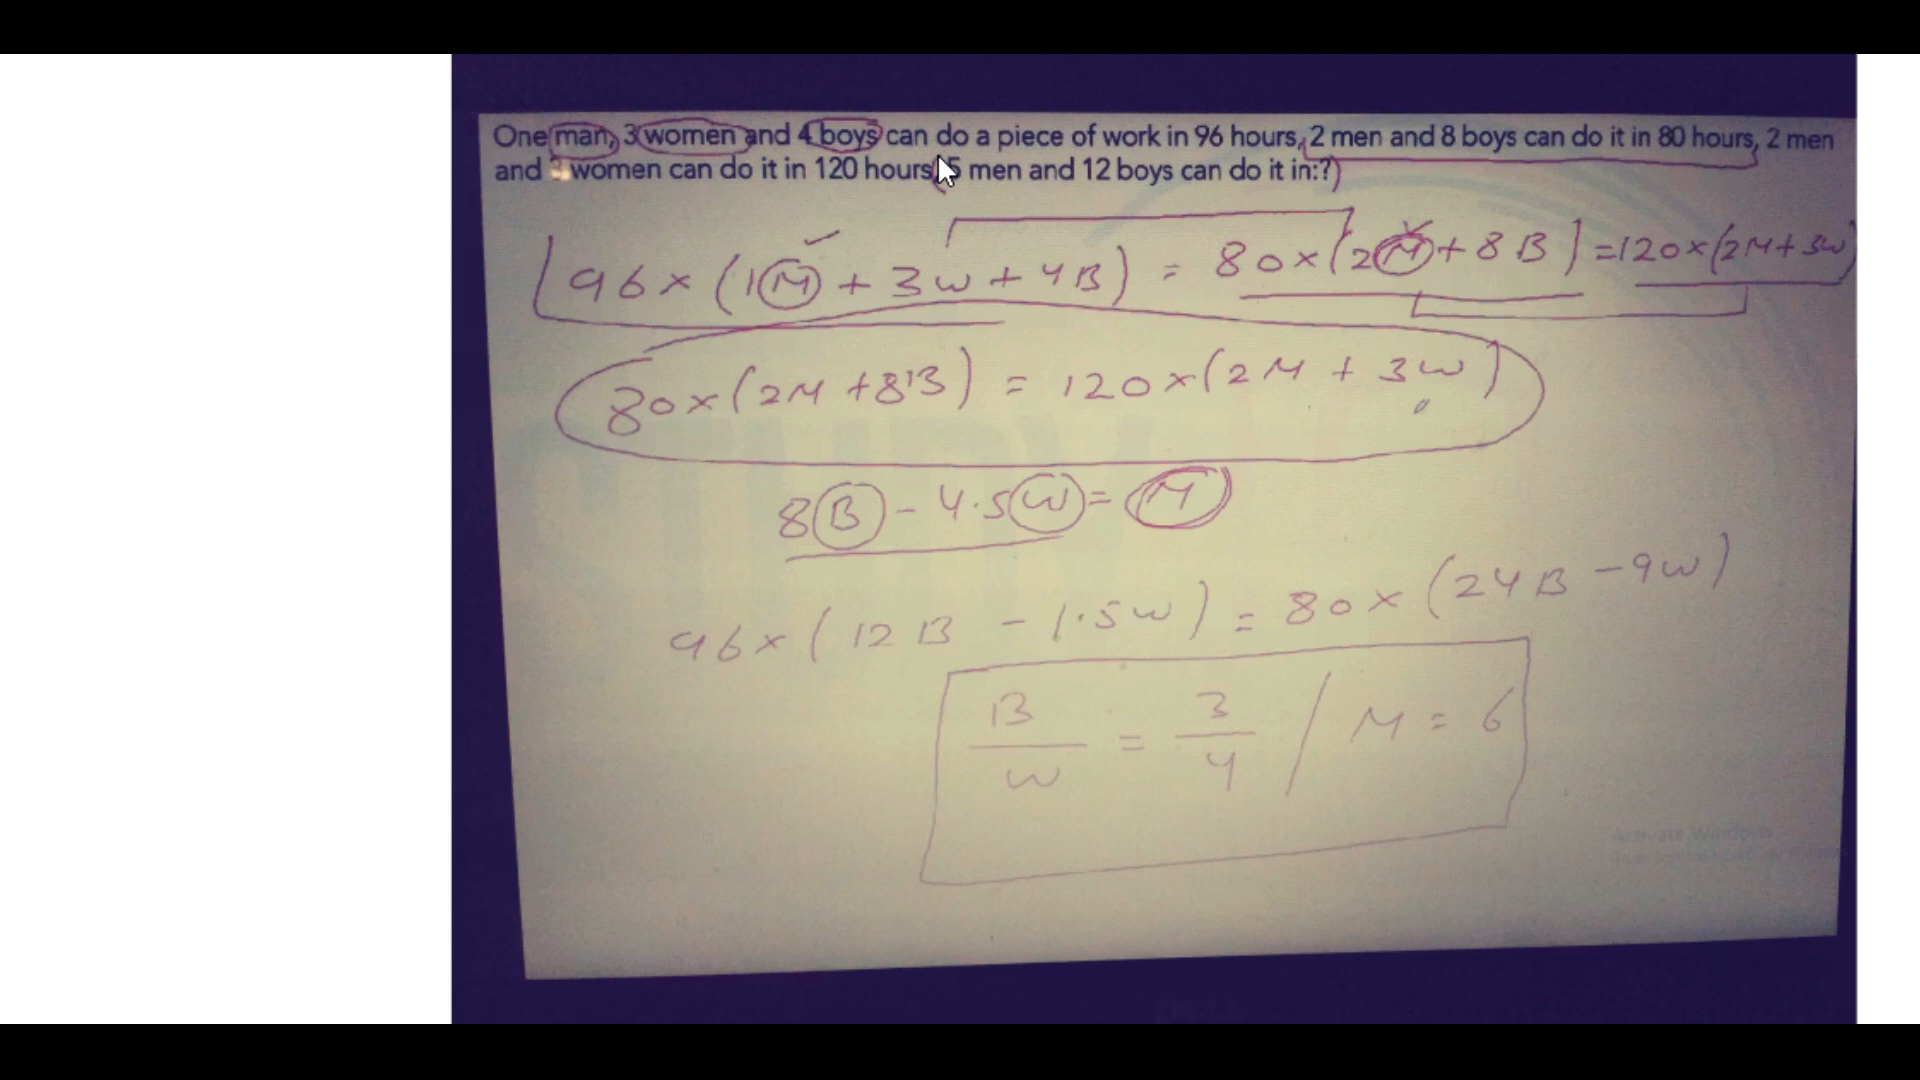 One man, 3 women and 4 boys can do a piece of work in 96 hours, 2 men and 8 boys can do it in 80 hours, 2 men
and 3 women can do it in 120 hours, 5 men and 12 boys can do it in:?
96 × (1M + 3W + 4B) = 80 × (2M + 8B) = 120 × (2M + 3W)
80 × (2M + 8B) = 120 × (2M + 3W)
8B - 4.5W = M
96 × (12B - 1.5W) = 80 × (24B - 9W)
B/W = 3/4 / M = 6
Activate Windows